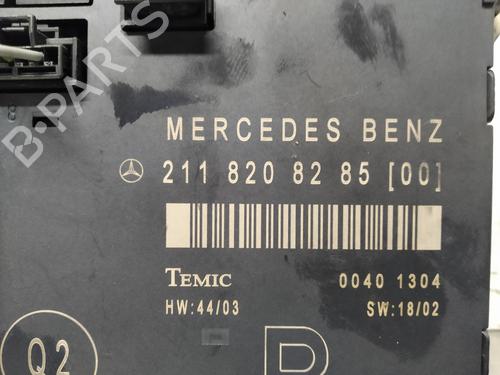 B-PARTS
MERCEDES BENZ
211 820 82 85 [00]
TEMIC 0040 1304
HW:44/03 SW:18/02
Q2